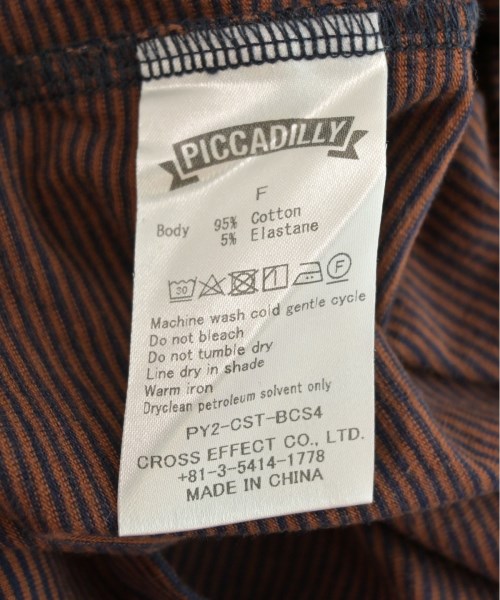 PICCADILLY
F
Body 95% Cotton
5% Elastane
30 F
Machine wash cold gentle cycle
Do not bleach
Do not tumble dry
Line dry in shade
Warm iron
Dryclean petroleum solvent only
PY2-CST-BCS4
CROSS EFFECT CO., LTD.
+81-3-5414-1778
MADE IN CHINA